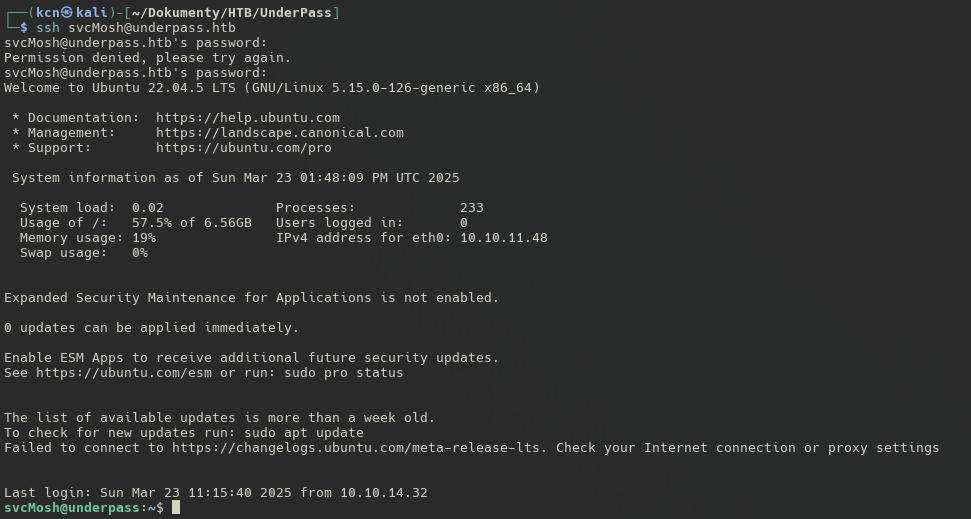 ┌──(kcn㉿kali)-[~/Dokumenty/HTB/UnderPass]
└─$ ssh svcMosh@underpass.htb
svcMosh@underpass.htb's password:
Permission denied, please try again.
svcMosh@underpass.htb's password:
Welcome to Ubuntu 22.04.5 LTS (GNU/Linux 5.15.0-126-generic x86_64)
* Documentation:  https://help.ubuntu.com
* Management:     https://landscape.canonical.com
* Support:        https://ubuntu.com/pro
System information as of Sun Mar 23 01:48:09 PM UTC 2025
System load:  0.02              Processes:             233
Usage of /:   57.5% of 6.56GB   Users logged in:       0
Memory usage: 19%               IPv4 address for eth0: 10.10.11.48
Swap usage:   0%
Expanded Security Maintenance for Applications is not enabled.
0 updates can be applied immediately.
Enable ESM Apps to receive additional future security updates.
See https://ubuntu.com/esm or run: sudo pro status
The list of available updates is more than a week old.
To check for new updates run: sudo apt update
Failed to connect to https://changelogs.ubuntu.com/meta-release-lts. Check your Internet connection or proxy settings
Last login: Sun Mar 23 11:15:40 2025 from 10.10.14.32
svcMosh@underpass:~$